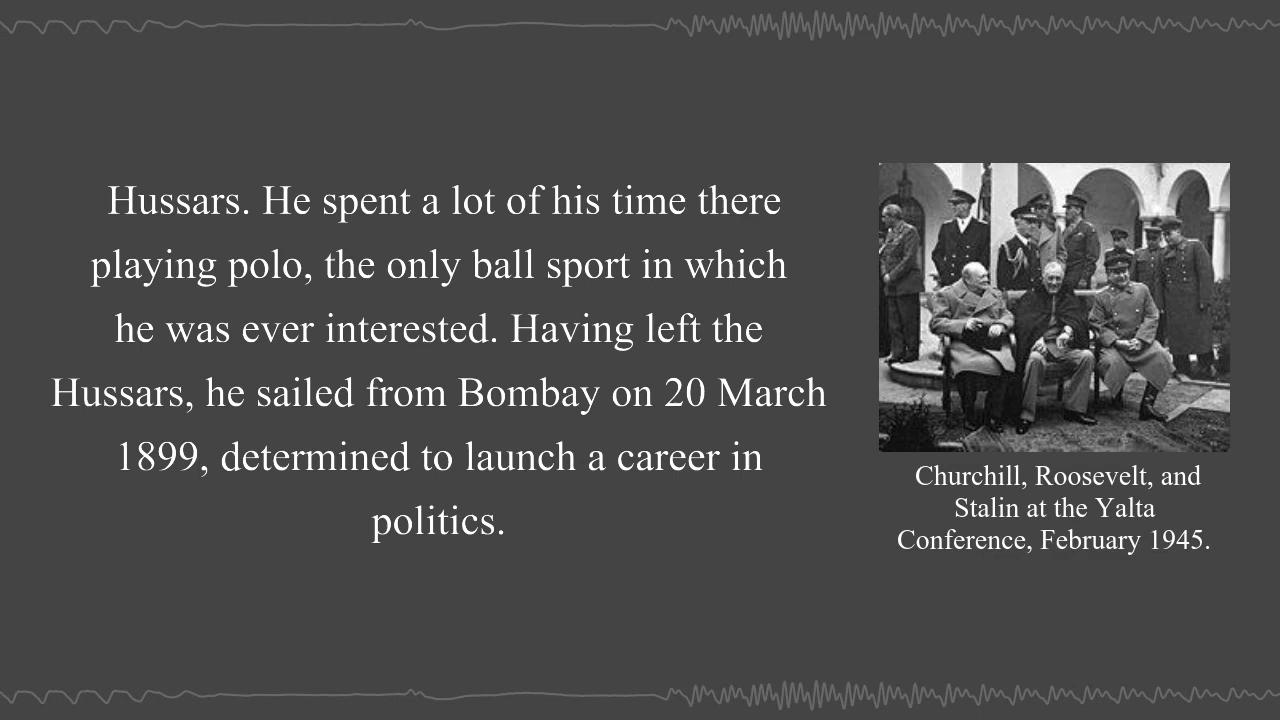 Hussars. He spent a lot of his time there
playing polo, the only ball sport in which
he was ever interested. Having left the
Hussars, he sailed from Bombay on 20 March
1899, determined to launch a career in
politics.
Churchill, Roosevelt, and
Stalin at the Yalta
Conference, February 1945.